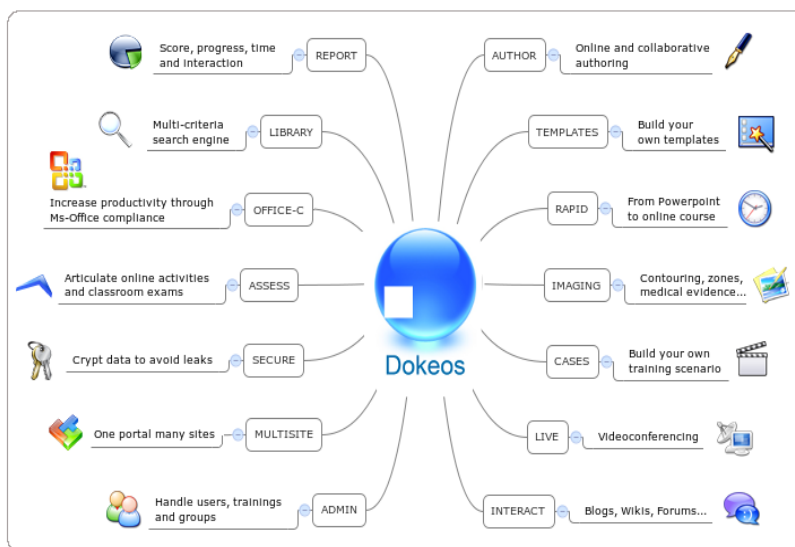 Score, progress, time
and interaction
REPORT
Multi-criteria
search engine
LIBRARY
Increase productivity through
Ms-Office compliance
OFFICE-C
Articulate online activities
and classroom exams
ASSESS
Crypt data to avoid leaks
SECURE
One portal many sites
MULTISITE
Handle users, trainings
and groups
ADMIN
Dokeos
AUTHOR
Online and collaborative
authoring
TEMPLATES
Build your
own templates
RAPID
From Powerpoint
to online course
IMAGING
Contouring, zones,
medical evidence...
CASES
Build your own
training scenario
LIVE
Videoconferencing
INTERACT
Blogs, Wikis, Forums...